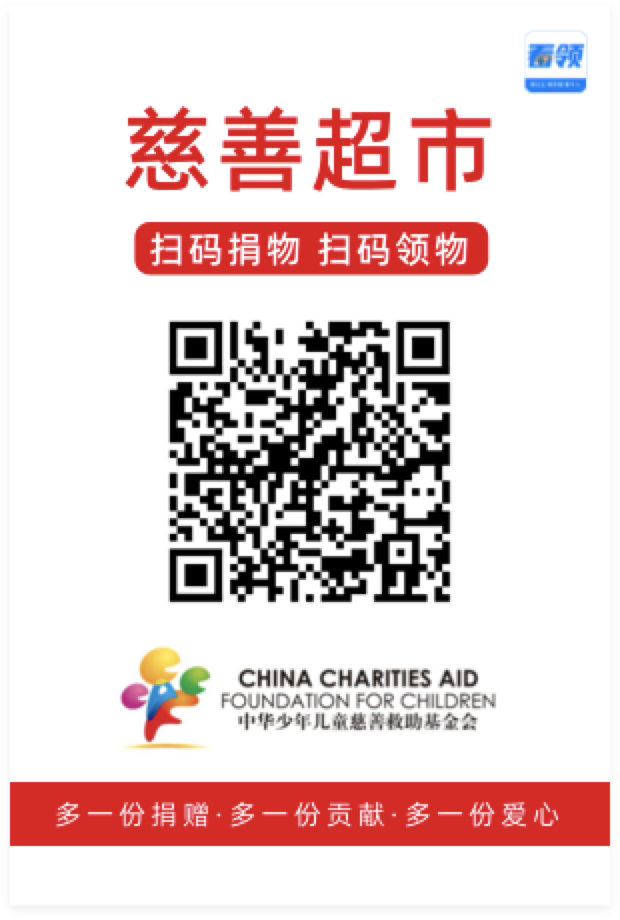 看领
慈善超市
扫码捐物 扫码领物
CHINA CHARITIES AID
FOUNDATION FOR CHILDREN
中华少年儿童慈善救助基金会
多一份捐赠·多一份贡献·多一份爱心